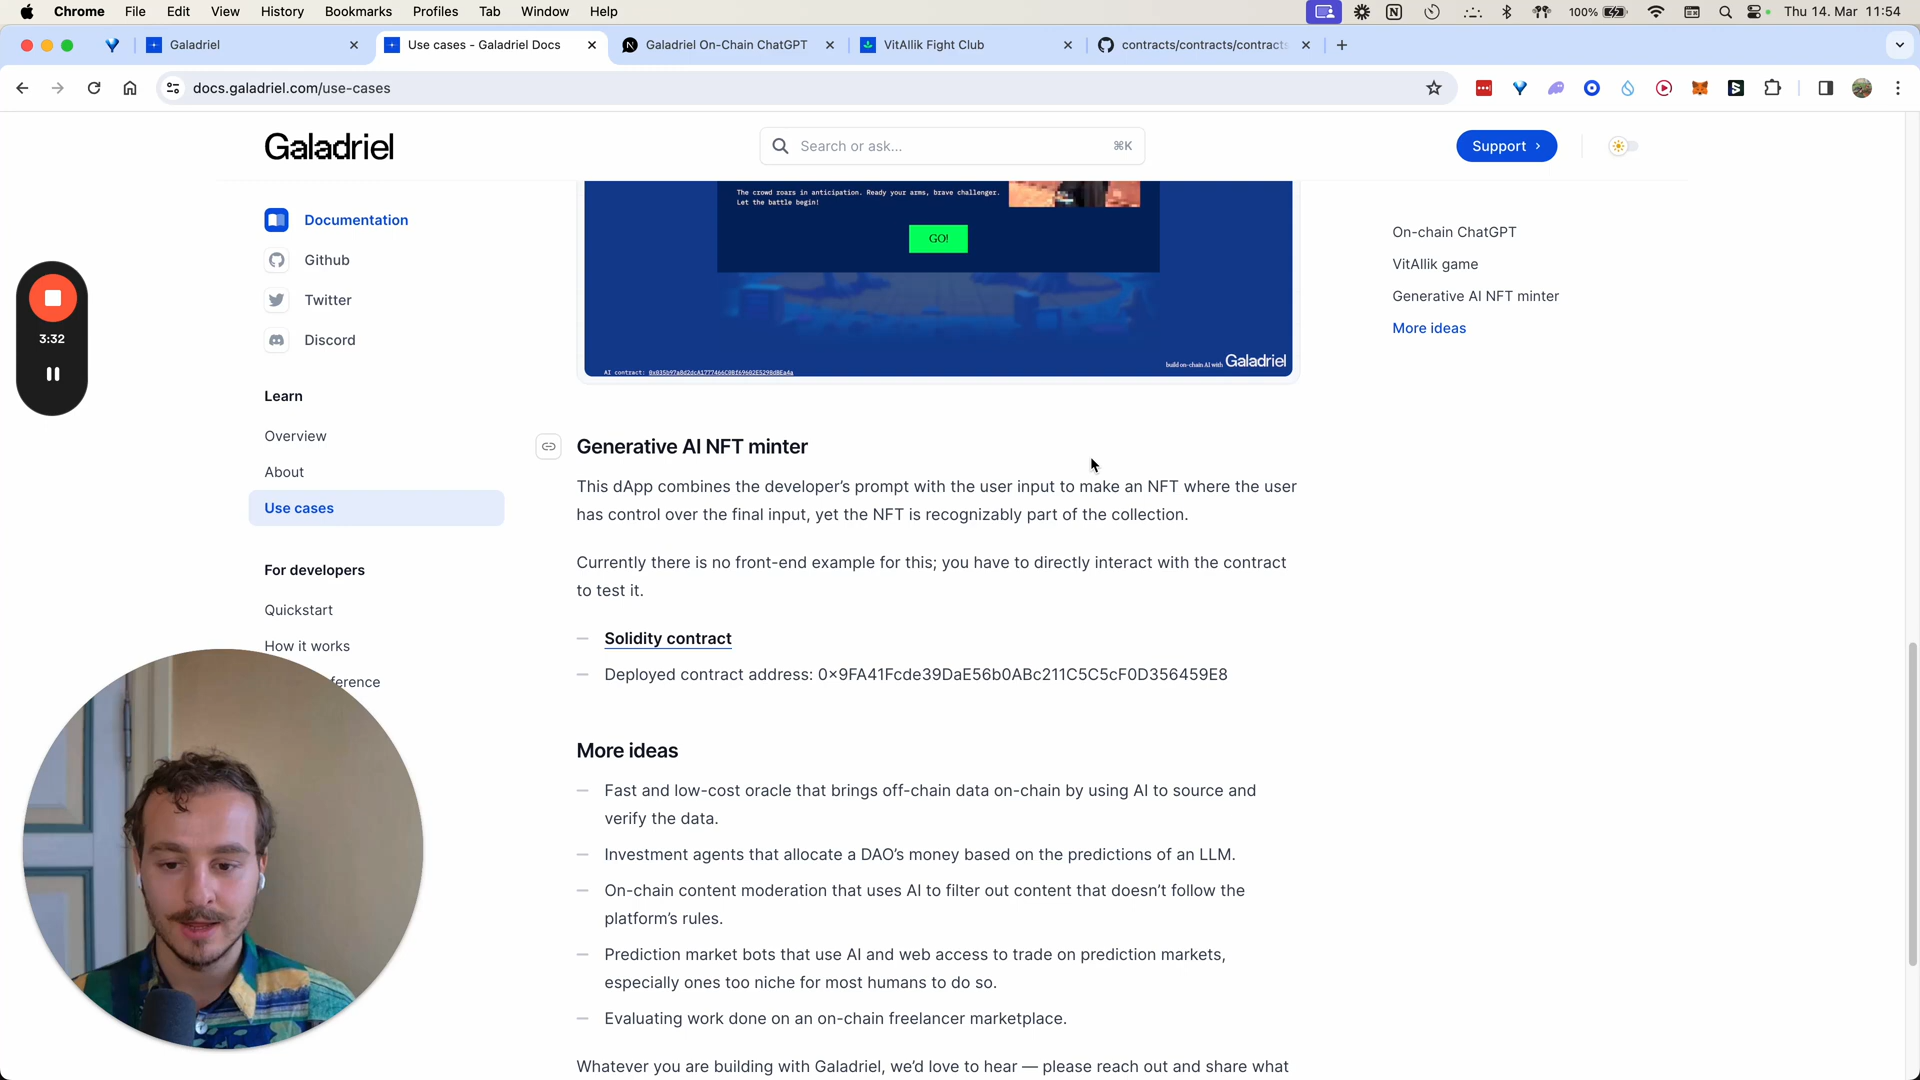 Chrome File Edit View History Bookmarks Profiles Tab Window Help 100% Thu 14. Mar 11:54
Galadriel Use cases - Galadriel Docs Galadriel On-Chain ChatGPT VitAIlik Fight Club contracts/contracts/contracts
docs.galadriel.com/use-cases
Galadriel
Search or ask... ⌘K
Support
Documentation
Github
Twitter
Discord
Learn
Overview
About
Use cases
For developers
Quickstart
How it works
ference
3:32
The crowd roars in anticipation. Ready your arms, brave challenger.
Let the battle begin!
GO!
build on-chain AI with Galadriel
AI contract:
Generative AI NFT minter
This dApp combines the developer’s prompt with the user input to make an NFT where the user
has control over the final input, yet the NFT is recognizably part of the collection.
Currently there is no front-end example for this; you have to directly interact with the contract
to test it.
Solidity contract
Deployed contract address: 0×9FA41Fcde39DaE56b0ABc211C5C5cF0D356459E8
More ideas
Fast and low-cost oracle that brings off-chain data on-chain by using AI to source and
verify the data.
Investment agents that allocate a DAO’s money based on the predictions of an LLM.
On-chain content moderation that uses AI to filter out content that doesn’t follow the
platform’s rules.
Prediction market bots that use AI and web access to trade on prediction markets,
especially ones too niche for most humans to do so.
Evaluating work done on an on-chain freelancer marketplace.
Whatever you are building with Galadriel, we’d love to hear — please reach out and share what
On-chain ChatGPT
VitAIlik game
Generative AI NFT minter
More ideas